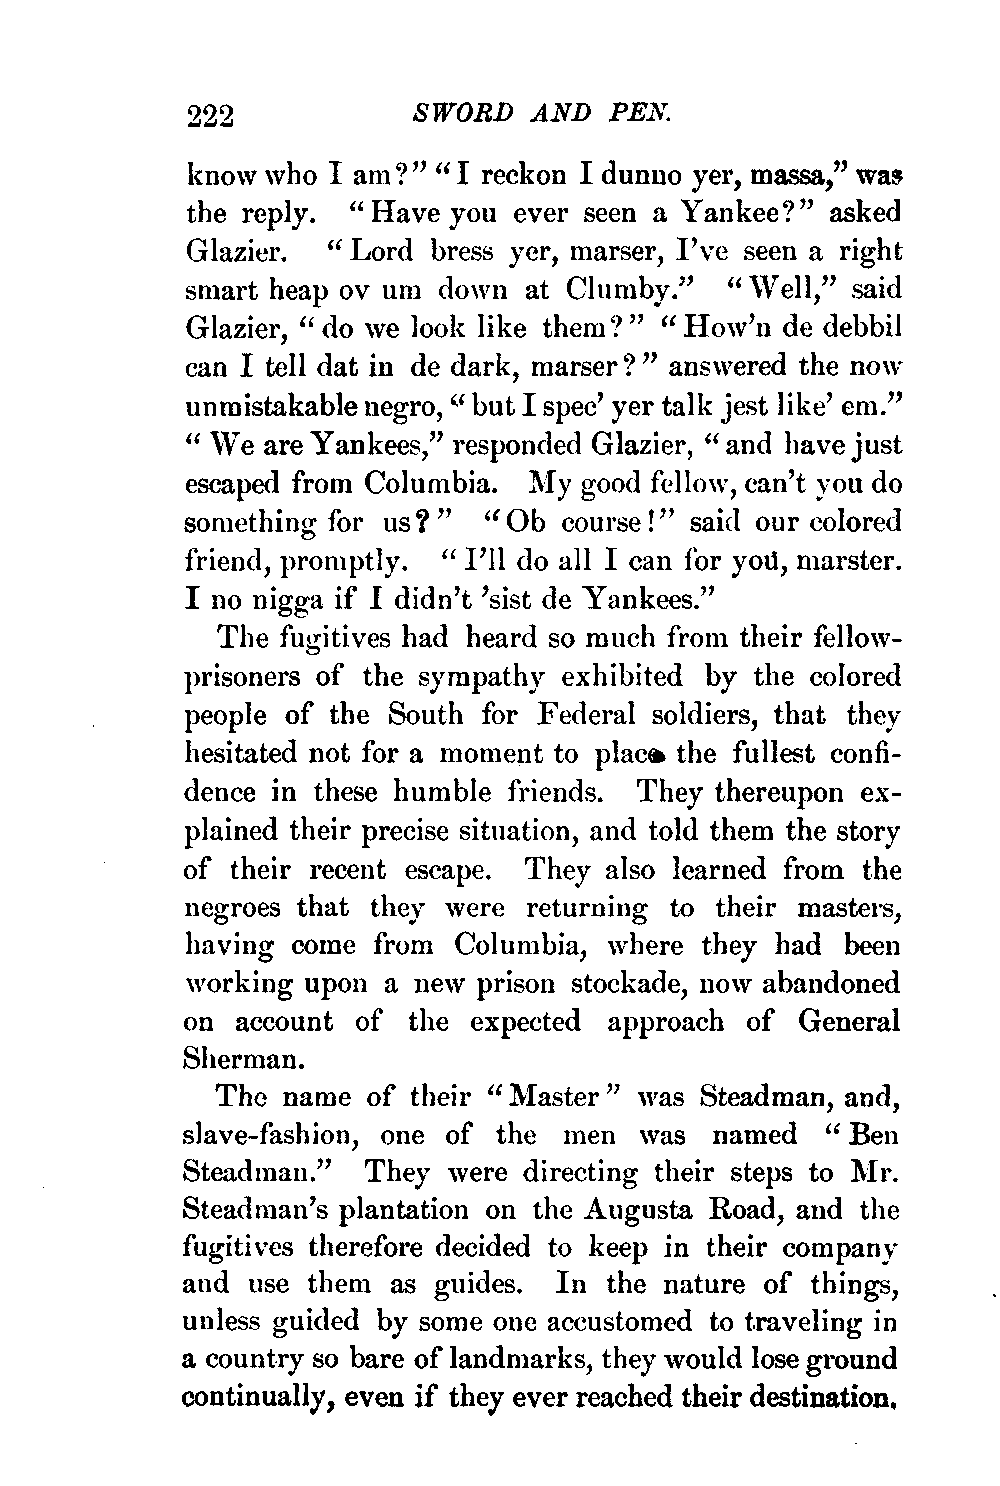 222 SWORD AND PEN.
know who I am?" "I reckon I dunno yer, massa," was
the reply. "Have you ever seen a Yankee?" asked
Glazier. "Lord bress yer, marser, I've seen a right
smart heap ov um down at Clumby." "Well," said
Glazier, "do we look like them?" "How'n de debbil
can I tell dat in de dark, marser?" answered the now
unmistakable negro, "but I spec' yer talk jest like' em."
"We are Yankees," responded Glazier, "and have just
escaped from Columbia. My good fellow, can't you do
something for us?" "Ob course!" said our colored
friend, promptly. "I'll do all I can for you, marster.
I no nigga if I didn't 'sist de Yankees."
The fugitives had heard so much from their fellow-
prisoners of the sympathy exhibited by the colored
people of the South for Federal soldiers, that they
hesitated not for a moment to place the fullest confi-
dence in these humble friends. They thereupon ex-
plained their precise situation, and told them the story
of their recent escape. They also learned from the
negroes that they were returning to their masters,
having come from Columbia, where they had been
working upon a new prison stockade, now abandoned
on account of the expected approach of General
Sherman.
The name of their "Master" was Steadman, and,
slave-fashion, one of the men was named "Ben
Steadman." They were directing their steps to Mr.
Steadman's plantation on the Augusta Road, and the
fugitives therefore decided to keep in their company
and use them as guides. In the nature of things,
unless guided by some one accustomed to traveling in
a country so bare of landmarks, they would lose ground
continually, even if they ever reached their destination.